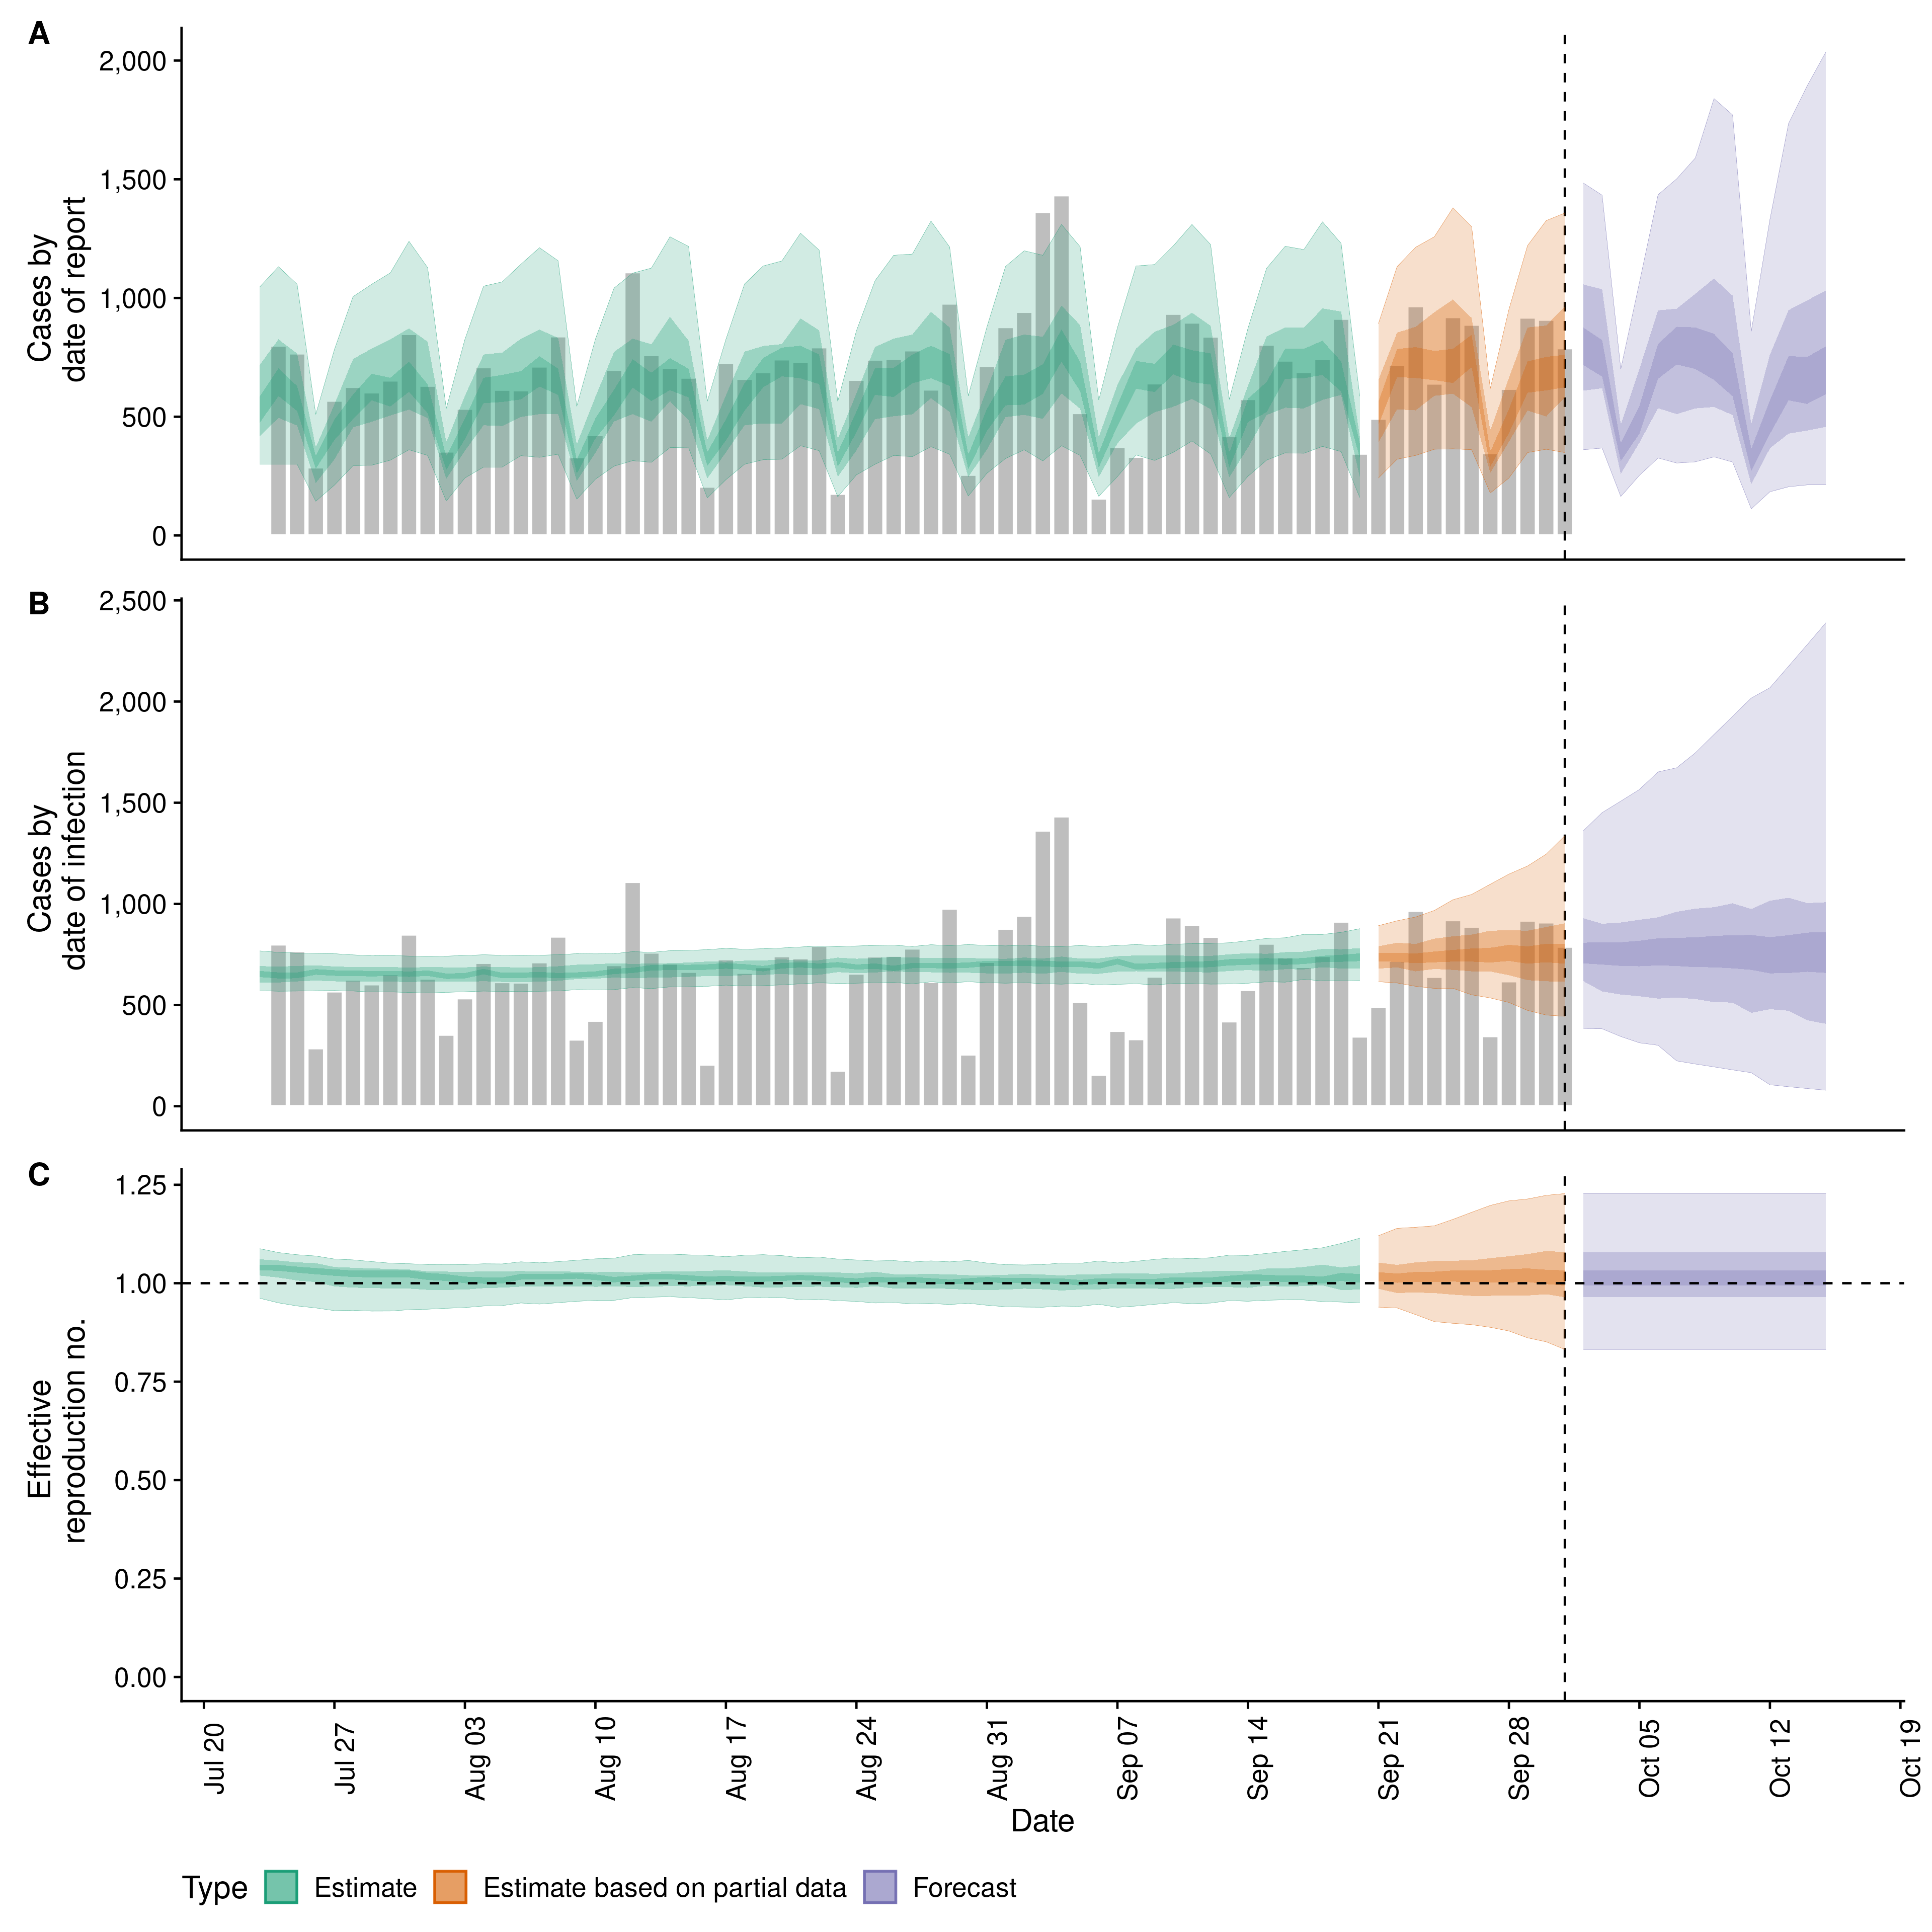 A
2,000
1,500
1,000
500
0
Cases by
date of report
B
2,500
2,000
1,500
1,000
500
0
Cases by
date of infection
C
1.25
1.00
0.75
0.50
0.25
0.00
Effective
reproduction no.
Jul 20
Jul 27
Aug 03
Aug 10
Aug 17
Aug 24
Aug 31
Sep 07
Sep 14
Sep 21
Sep 28
Oct 05
Oct 12
Oct 19
Date
Type Estimate Estimate based on partial data Forecast